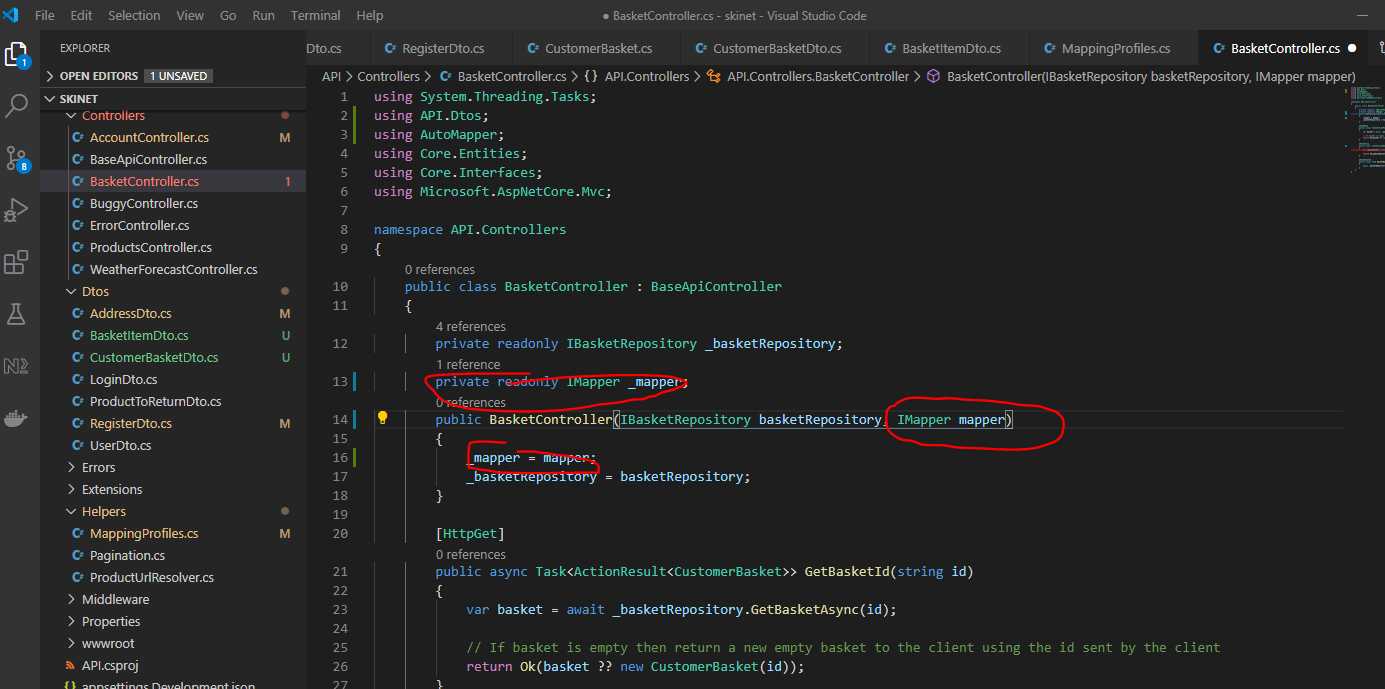 File Edit Selection View Go Run Terminal Help
● BasketController.cs - skinet - Visual Studio Code
EXPLORER
OPEN EDITORS 1 UNSAVED
SKINET
Controllers
AccountController.cs M
BaseApiController.cs
BasketController.cs 1
BuggyController.cs
ErrorController.cs
ProductsController.cs
WeatherForecastController.cs
Dtos
AddressDto.cs M
BasketItemDto.cs U
CustomerBasketDto.cs U
LoginDto.cs
ProductToReturnDto.cs
RegisterDto.cs M
UserDto.cs
Errors
Extensions
Helpers
MappingProfiles.cs M
Pagination.cs
ProductUrlResolver.cs
Middleware
Properties
wwwroot
API.csproj
{} appsettings.Development.json
1
8
Dto.cs RegisterDto.cs CustomerBasket.cs CustomerBasketDto.cs BasketItemDto.cs MappingProfiles.cs BasketController.cs ●
API > Controllers > BasketController.cs > {} API.Controllers > API.Controllers.BasketController > BasketController(IBasketRepository basketRepository, IMapper mapper)
1 using System.Threading.Tasks;
2 using API.Dtos;
3 using AutoMapper;
4 using Core.Entities;
5 using Core.Interfaces;
6 using Microsoft.AspNetCore.Mvc;
7
8 namespace API.Controllers
9 {
0 references
10 public class BasketController : BaseApiController
11 {
4 references
12 private readonly IBasketRepository _basketRepository;
1 reference
13 private readonly IMapper _mapper;
0 references
14 public BasketController(IBasketRepository basketRepository, IMapper mapper)
15 {
16 _mapper = mapper;
17 _basketRepository = basketRepository;
18 }
19
20 [HttpGet]
0 references
21 public async Task<ActionResult<CustomerBasket>> GetBasketId(string id)
22 {
23 var basket = await _basketRepository.GetBasketAsync(id);
24
25 // If basket is empty then return a new empty basket to the client using the id sent by the client
26 return Ok(basket ?? new CustomerBasket(id));
27 }